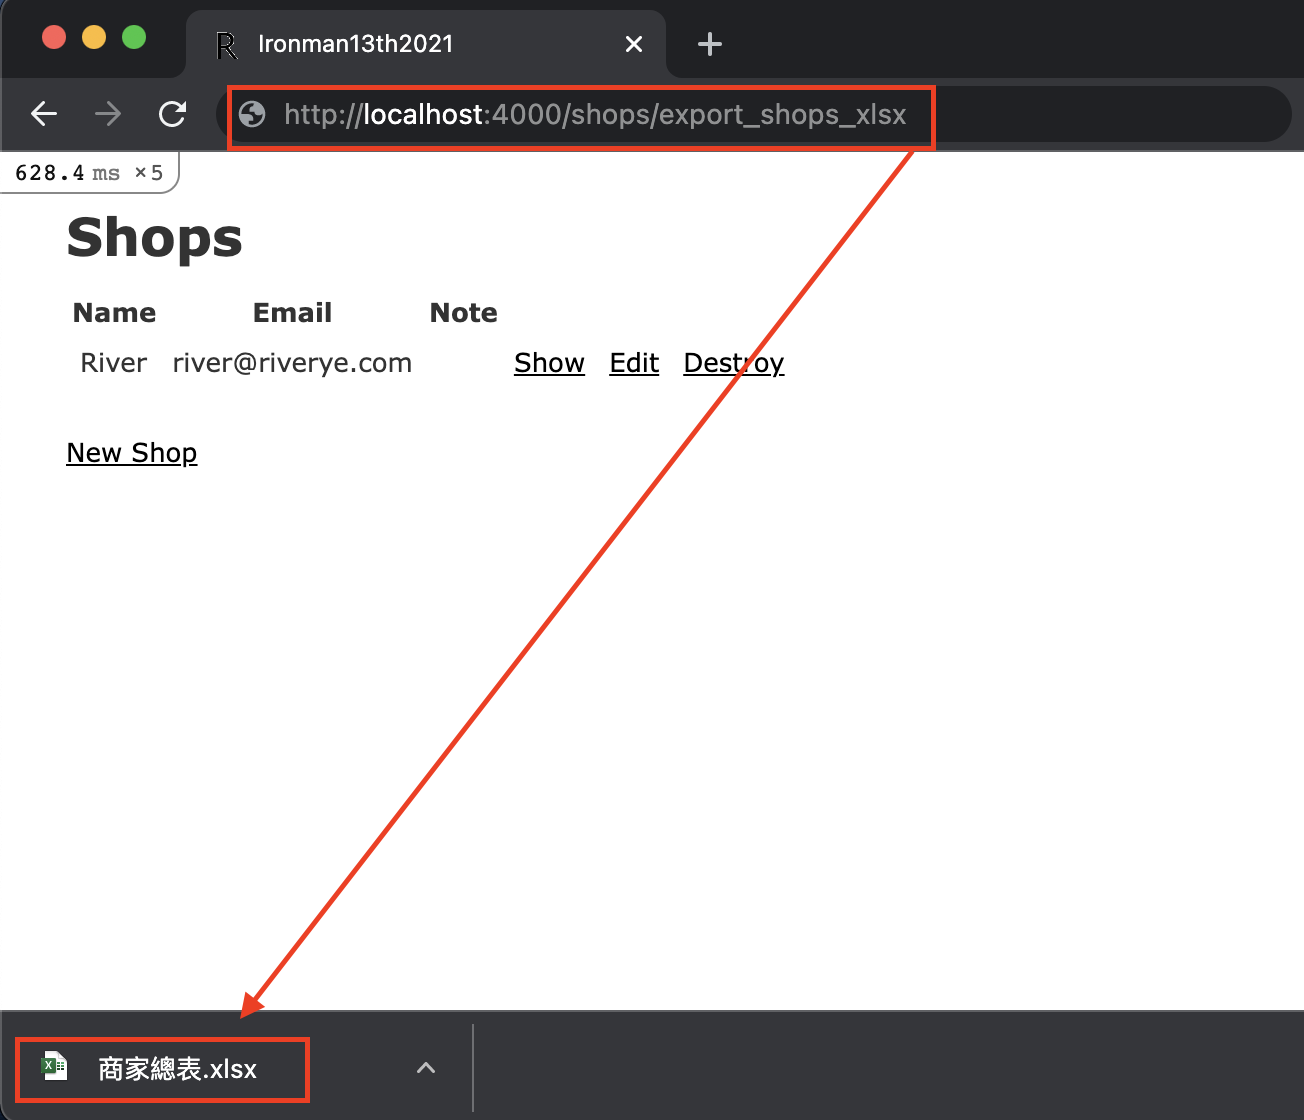 Ironman13th2021
http://localhost:4000/shops/export_shops_xlsx
628.4 ms ×5
Shops
Name Email Note
River river@riverye.com Show Edit Destroy
New Shop
商家總表.xlsx